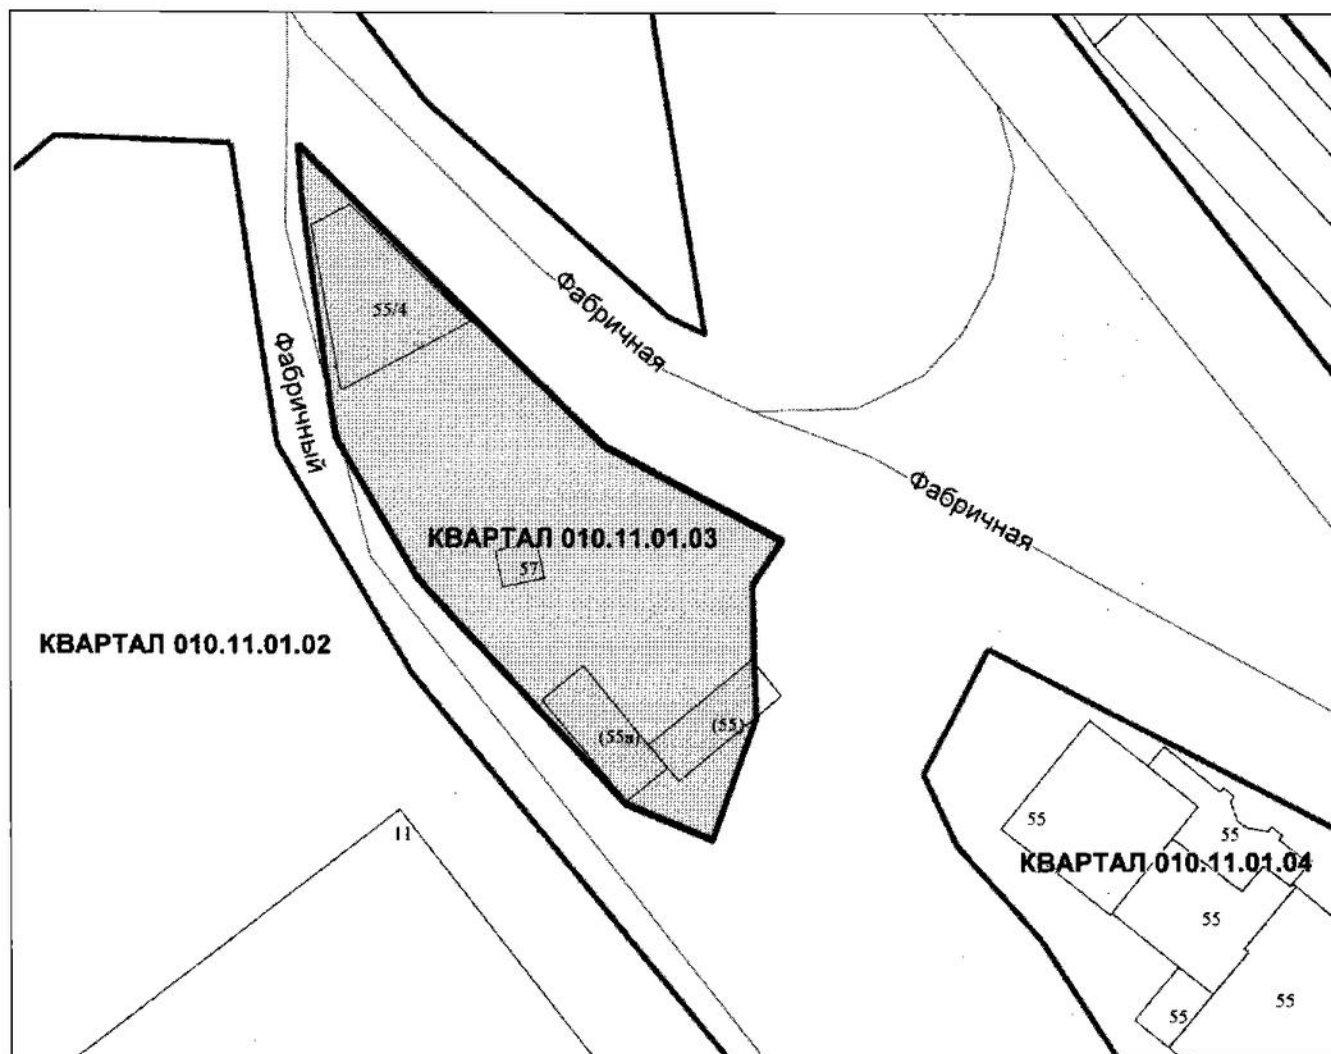 Фабричная
55/4
Фабричный
Фабричная
КВАРТАЛ 010.11.01.03
57
КВАРТАЛ 010.11.01.02
(55)
(55а)
11
55
55
КВАРТАЛ 010.11.01.04
55
55
55